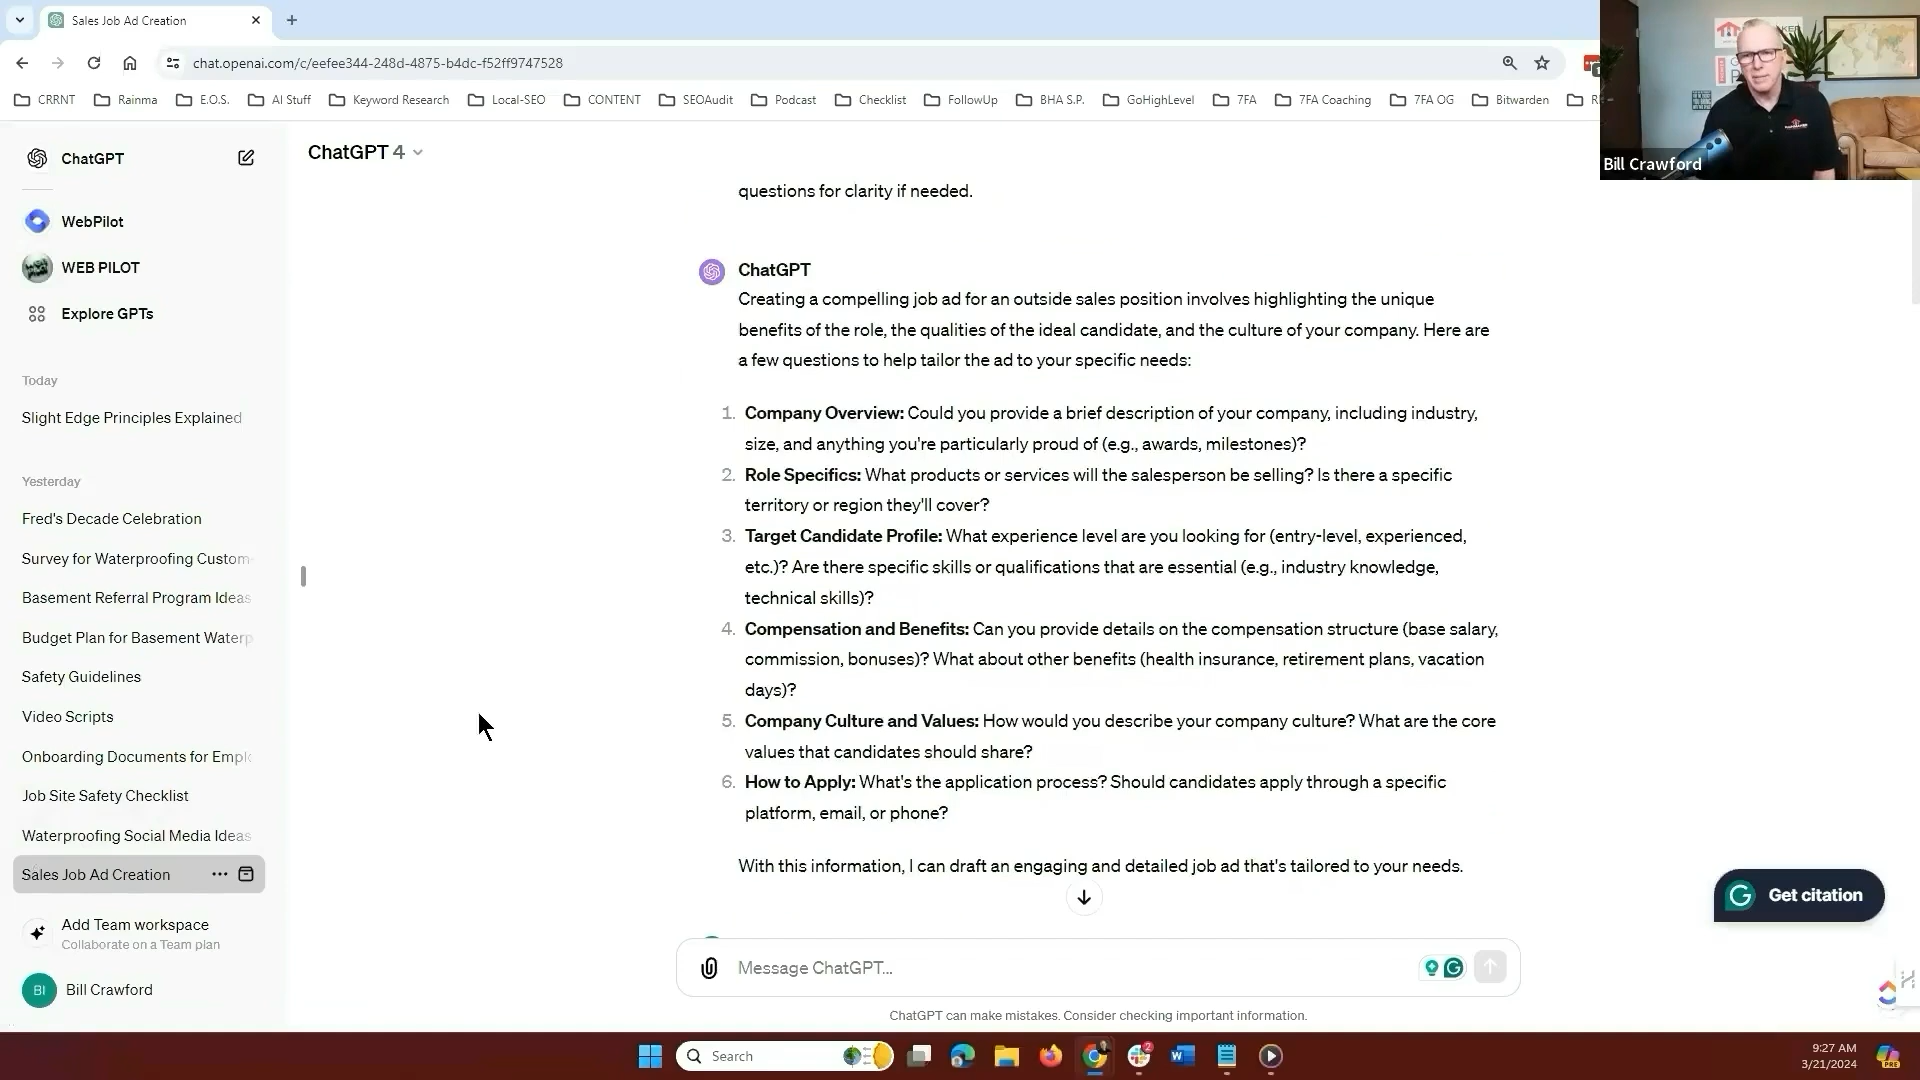 Sales Job Ad Creation
chat.openai.com/c/eefee344-248d-4875-b4dc-f52ff9747528
CRRNT
Rainma
E.O.S.
AI Stuff
Keyword Research
Local-SEO
CONTENT
SEOAudit
Podcast
Checklist
FollowUp
BHA S.P.
GoHighLevel
7FA
7FA Coaching
7FA OG
Bitwarden
Bill Crawford
ChatGPT
WebPilot
WEB PILOT
Explore GPTs
Today
Slight Edge Principles Explained
Yesterday
Fred's Decade Celebration
Survey for Waterproofing Custom
Basement Referral Program Ideas
Budget Plan for Basement Waterp
Safety Guidelines
Video Scripts
Onboarding Documents for Emplo
Job Site Safety Checklist
Waterproofing Social Media Ideas
Sales Job Ad Creation
Add Team workspace
Collaborate on a Team plan
BI
Bill Crawford
ChatGPT 4
questions for clarity if needed.
ChatGPT
Creating a compelling job ad for an outside sales position involves highlighting the unique
benefits of the role, the qualities of the ideal candidate, and the culture of your company. Here are
a few questions to help tailor the ad to your specific needs:
1. Company Overview: Could you provide a brief description of your company, including industry,
size, and anything you're particularly proud of (e.g., awards, milestones)?
2. Role Specifics: What products or services will the salesperson be selling? Is there a specific
territory or region they'll cover?
3. Target Candidate Profile: What experience level are you looking for (entry-level, experienced,
etc.)? Are there specific skills or qualifications that are essential (e.g., industry knowledge,
technical skills)?
4. Compensation and Benefits: Can you provide details on the compensation structure (base salary,
commission, bonuses)? What about other benefits (health insurance, retirement plans, vacation
days)?
5. Company Culture and Values: How would you describe your company culture? What are the core
values that candidates should share?
6. How to Apply: What's the application process? Should candidates apply through a specific
platform, email, or phone?
With this information, I can draft an engaging and detailed job ad that's tailored to your needs.
Get citation
Message ChatGPT...
ChatGPT can make mistakes. Consider checking important information.
Search
2
9:27 AM
3/21/2024